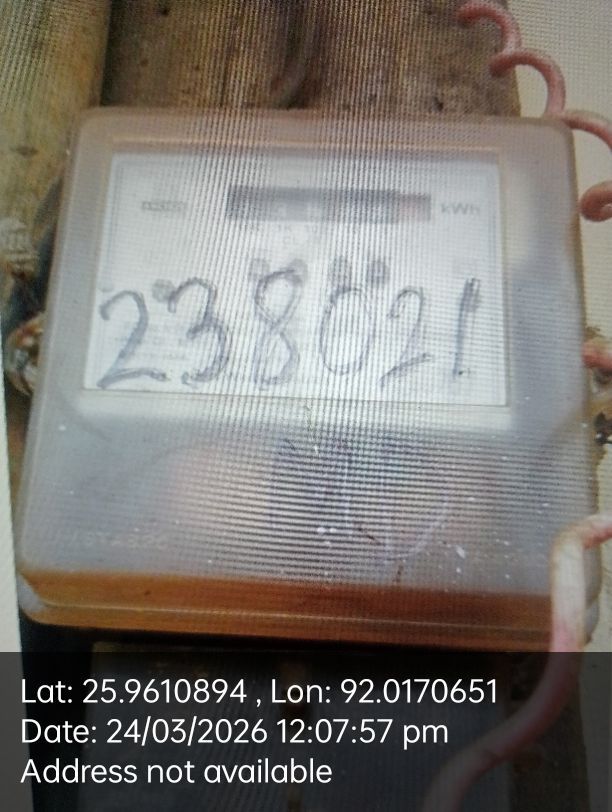 kWh
238021
Lat: 25.9610894 , Lon: 92.0170651
Date: 24/03/2026 12:07:57 pm
Address not available